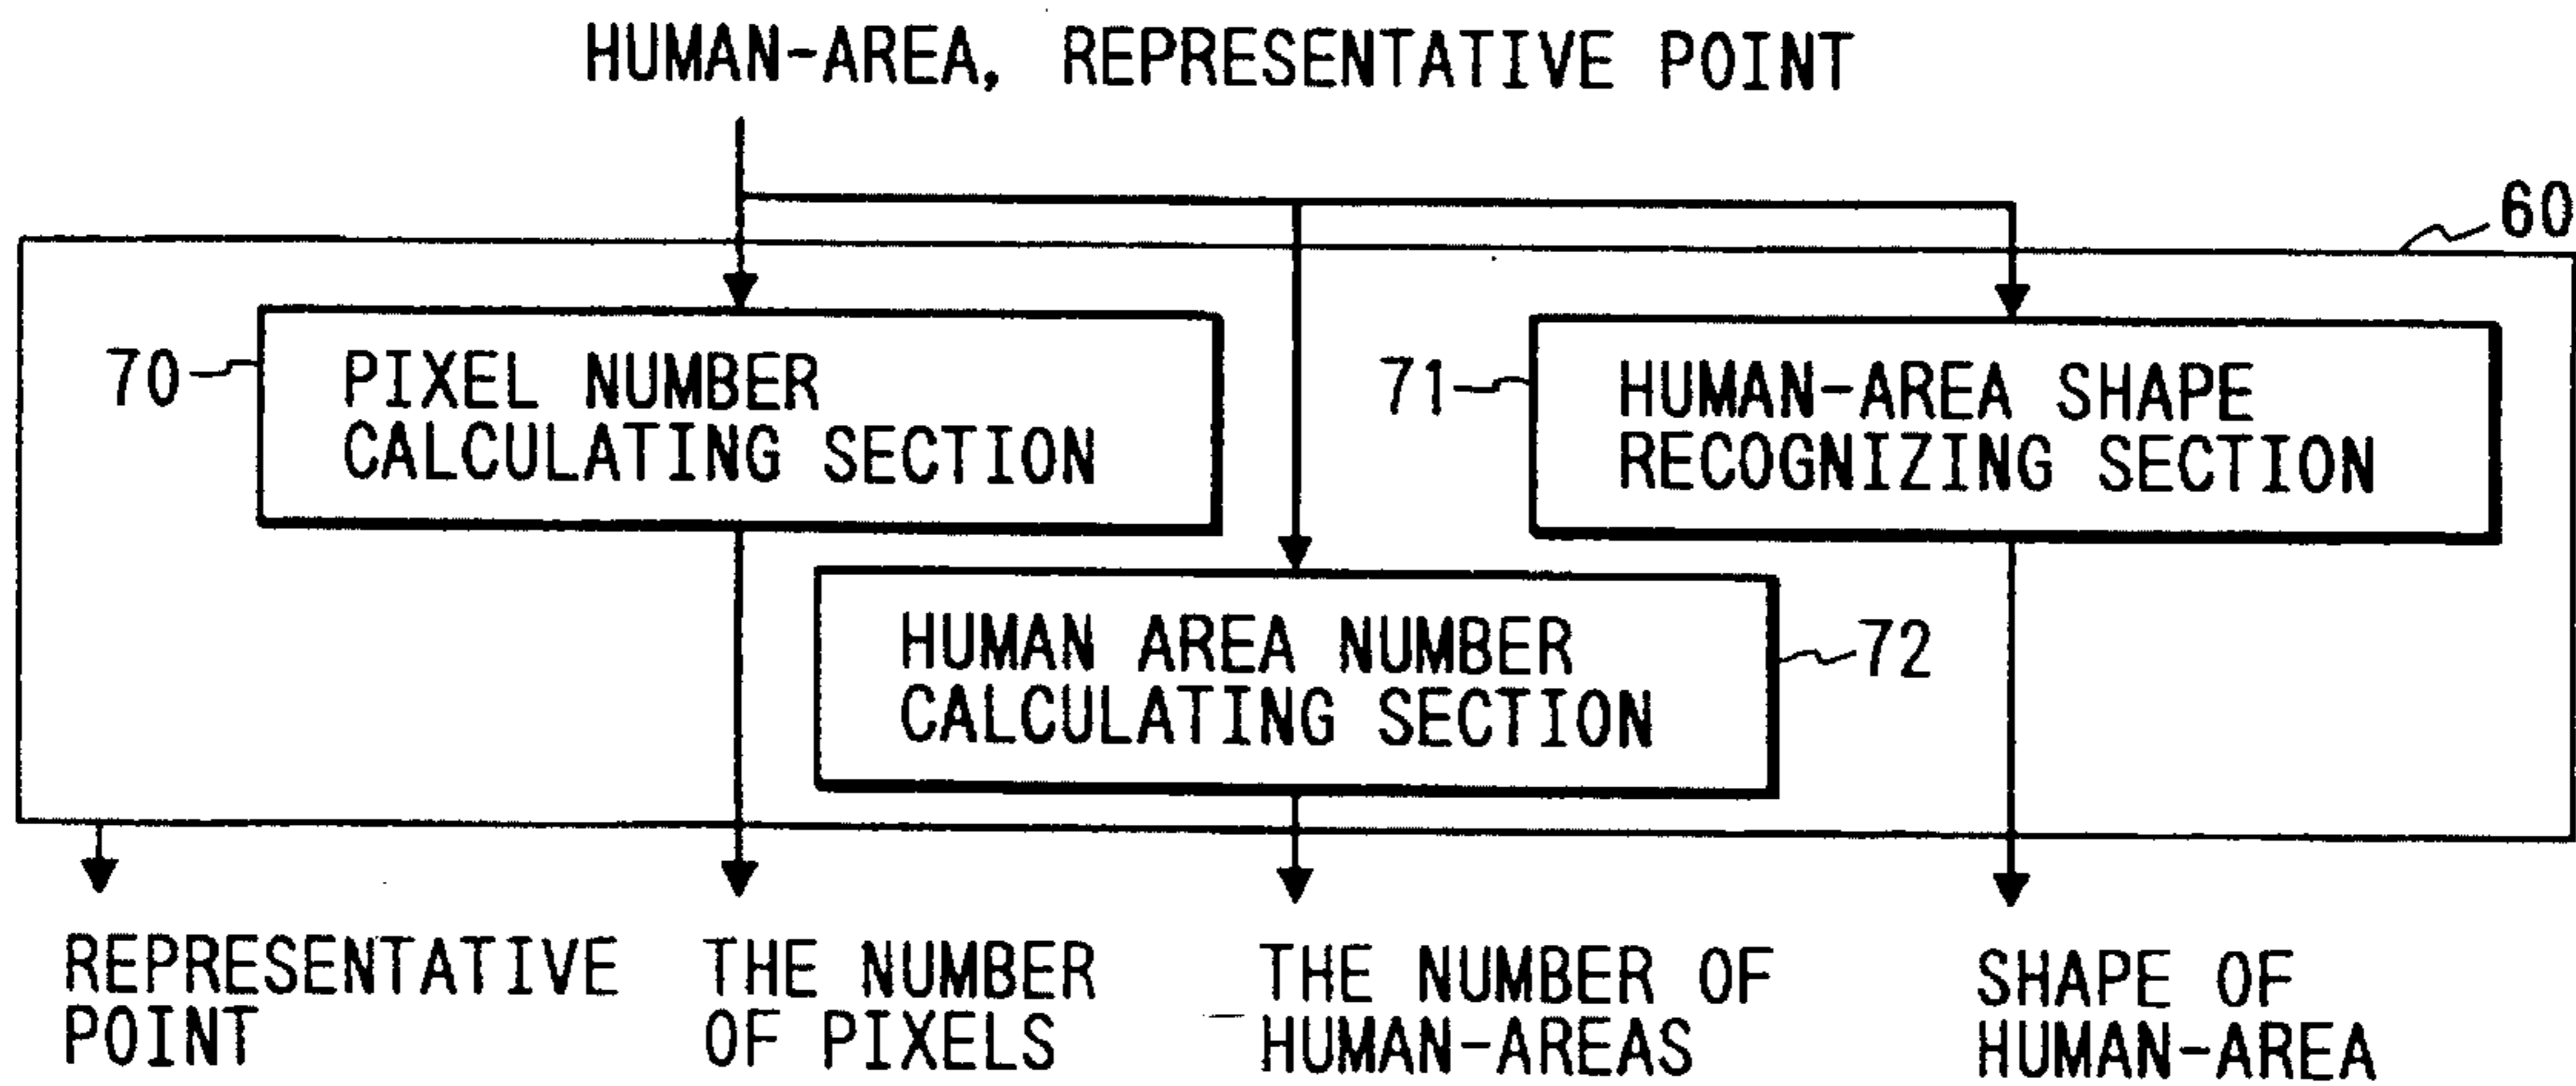 HUMAN-AREA, REPRESENTATIVE POINT
60
70
PIXEL NUMBER
CALCULATING SECTION
71
HUMAN-AREA SHAPE
RECOGNIZING SECTION
HUMAN AREA NUMBER
CALCULATING SECTION
72
REPRESENTATIVE
POINT
THE NUMBER
OF PIXELS
THE NUMBER OF
HUMAN-AREAS
SHAPE OF
HUMAN-AREA